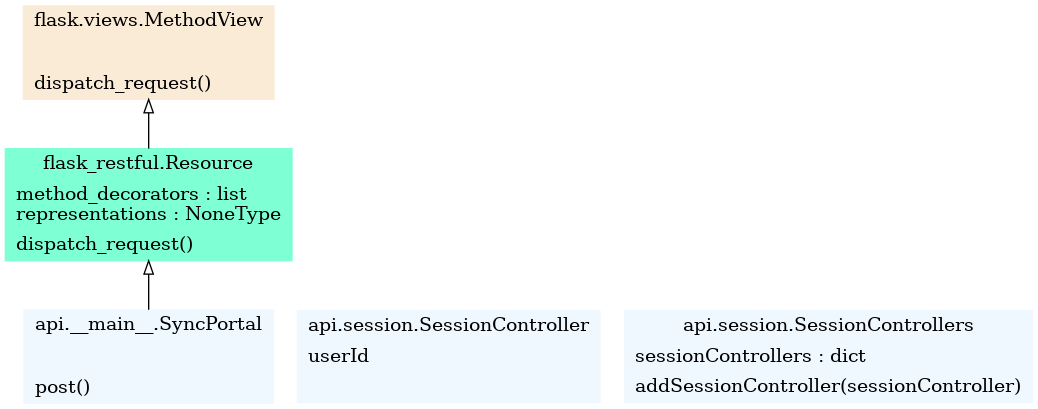 flask.views.MethodView
dispatch_request()
flask_restful.Resource
method_decorators : list
representations : NoneType
dispatch_request()
api.__main__.SyncPortal
post()
api.session.SessionController
userId
api.session.SessionControllers
sessionControllers : dict
addSessionController(sessionController)